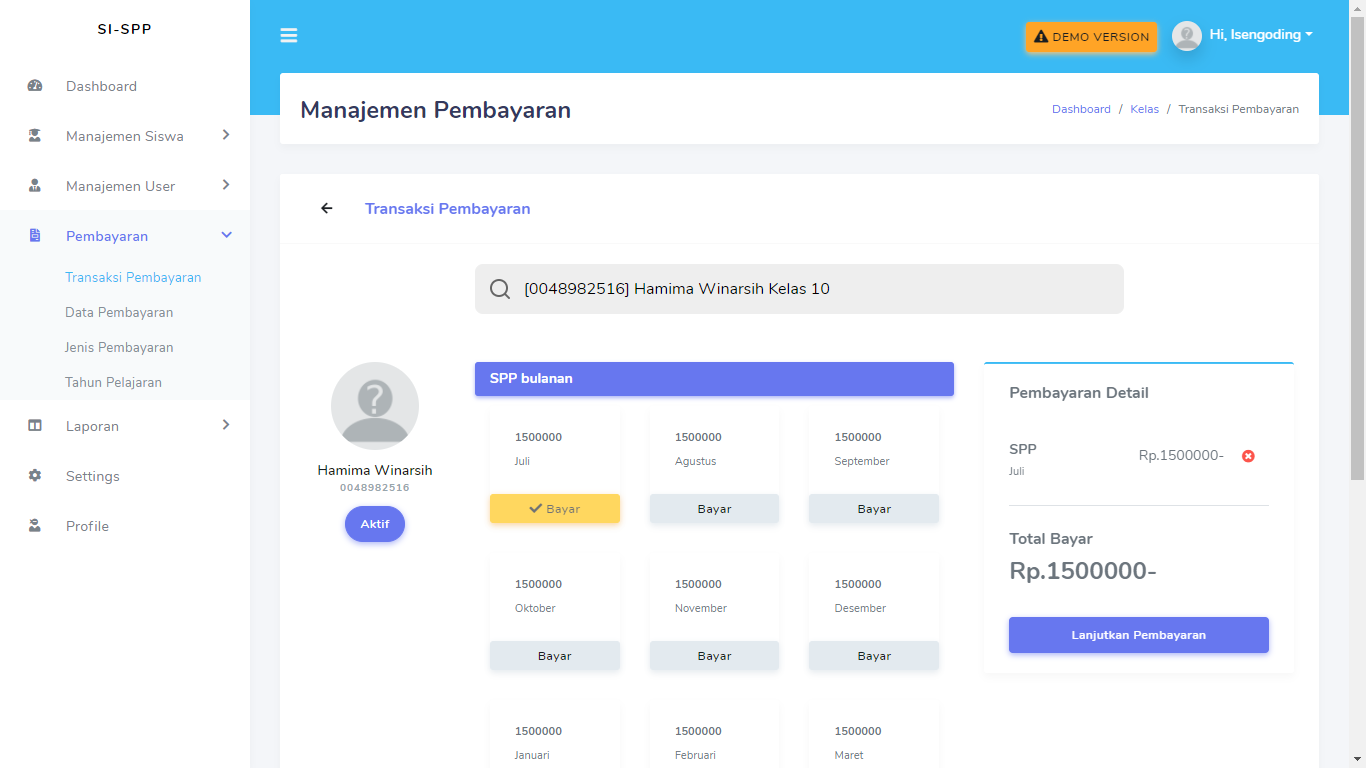 SI-SPP
Dashboard
Manajemen Siswa
Manajemen User
Pembayaran
Transaksi Pembayaran
Data Pembayaran
Jenis Pembayaran
Tahun Pelajaran
Laporan
Settings
Profile
DEMO VERSION
Hi, Isengoding
Manajemen Pembayaran
Dashboard / Kelas / Transaksi Pembayaran
Transaksi Pembayaran
[0048982516] Hamima Winarsih Kelas 10
Hamima Winarsih
0048982516
Aktif
SPP bulanan
1500000 1500000 1500000
Juli Agustus September
Bayar Bayar Bayar
1500000 1500000 1500000
Oktober November Desember
Bayar Bayar Bayar
1500000 1500000 1500000
Januari Februari Maret
Pembayaran Detail
SPP Rp.1500000-
Juli
Total Bayar
Rp.1500000-
Lanjutkan Pembayaran